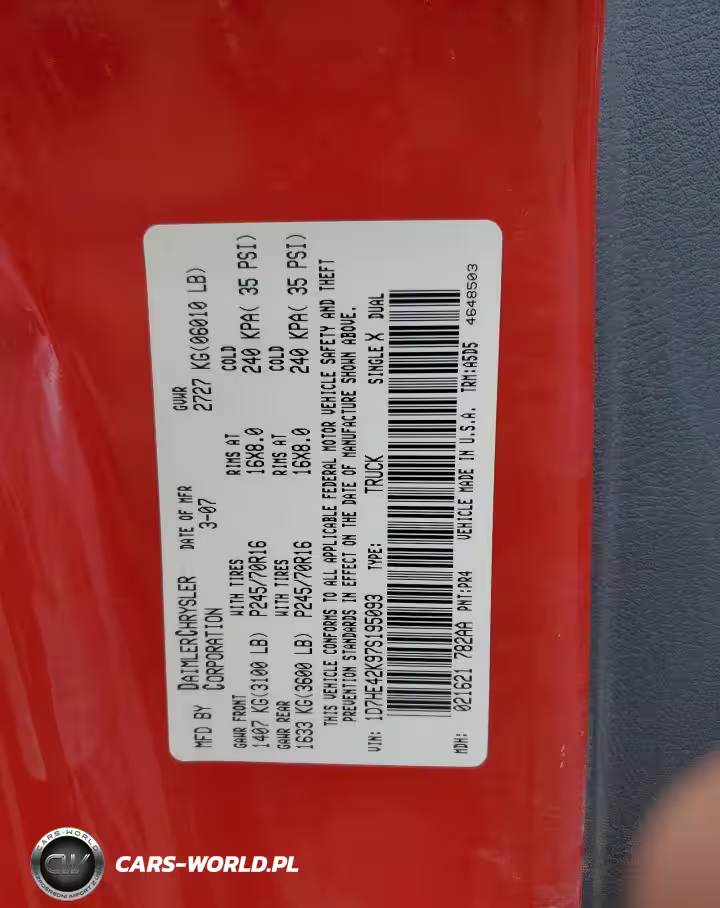 MFD BY DAIMLERCHRYSLER CORPORATION
DATE OF MFR 3-07
GVWR 2727 KG(06010 LB)
GAWR FRONT WITH TIRES RIMS AT COLD
1407 KG(3100 LB) P245/70R16 16X8.0 240 KPA( 35 PSI)
GAWR REAR WITH TIRES RIMS AT COLD
1633 KG(3600 LB) P245/70R16 16X8.0 240 KPA( 35 PSI)
THIS VEHICLE CONFORMS TO ALL APPLICABLE FEDERAL MOTOR VEHICLE SAFETY AND THEFT
PREVENTION STANDARDS IN EFFECT ON THE DATE OF MANUFACTURE SHOWN ABOVE.
VIN: 1D7HE42K97S195093 TYPE: TRUCK SINGLE X DUAL
MDH: 021621 782AA PNT:PR4 VEHICLE MADE IN U.S.A. TRM:A5D5 4648503
CARS-WORLD
CW
CARS-WORLD.PL